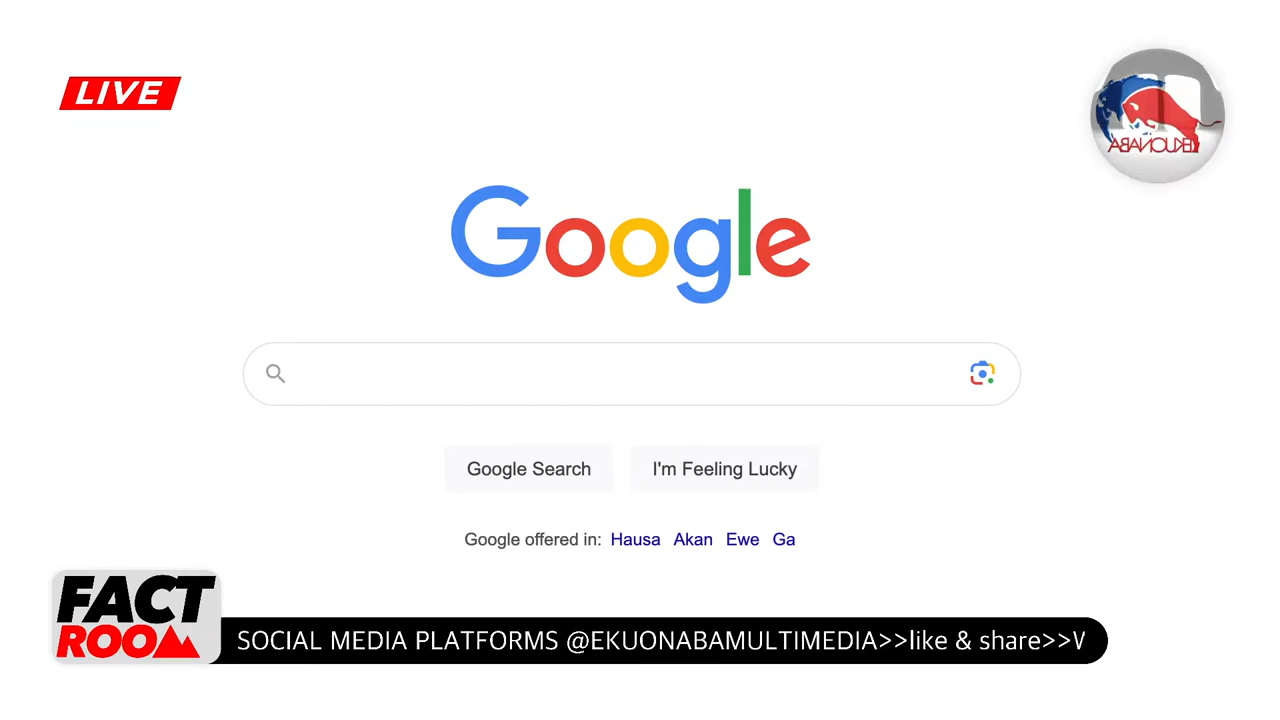 LIVE
EKUONABA
Google
Google Search
I'm Feeling Lucky
Google offered in: Hausa Akan Ewe Ga
FACT
ROOM
SOCIAL MEDIA PLATFORMS @EKUONABAMULTIMEDIA>>like & share>>V